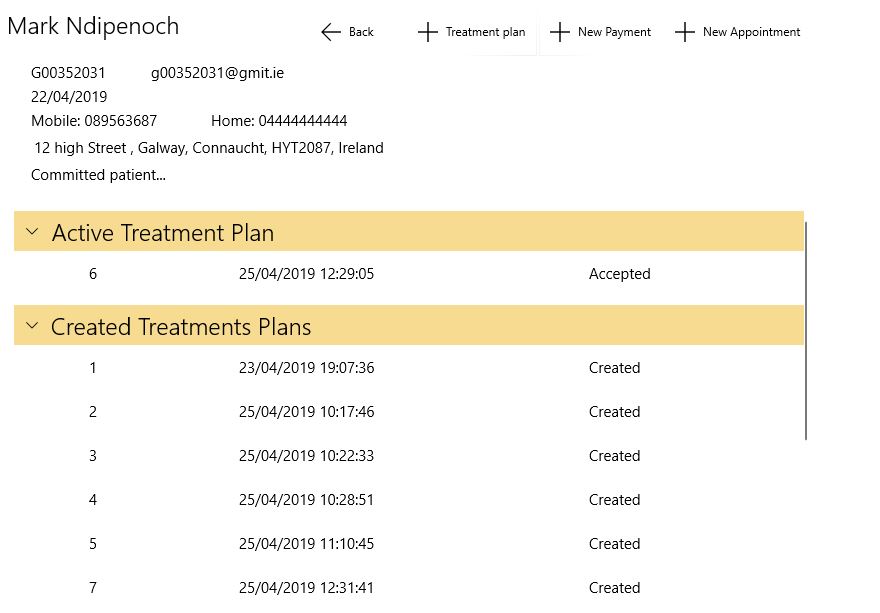 Mark Ndipenoch
Back Treatment plan New Payment New Appointment
G00352031 g00352031@gmit.ie
22/04/2019
Mobile: 089563687 Home: 04444444444
12 high Street , Galway, Connaucht, HYT2087, Ireland
Committed patient...
Active Treatment Plan
6 25/04/2019 12:29:05 Accepted
Created Treatments Plans
1 23/04/2019 19:07:36 Created
2 25/04/2019 10:17:46 Created
3 25/04/2019 10:22:33 Created
4 25/04/2019 10:28:51 Created
5 25/04/2019 11:10:45 Created
7 25/04/2019 12:31:41 Created